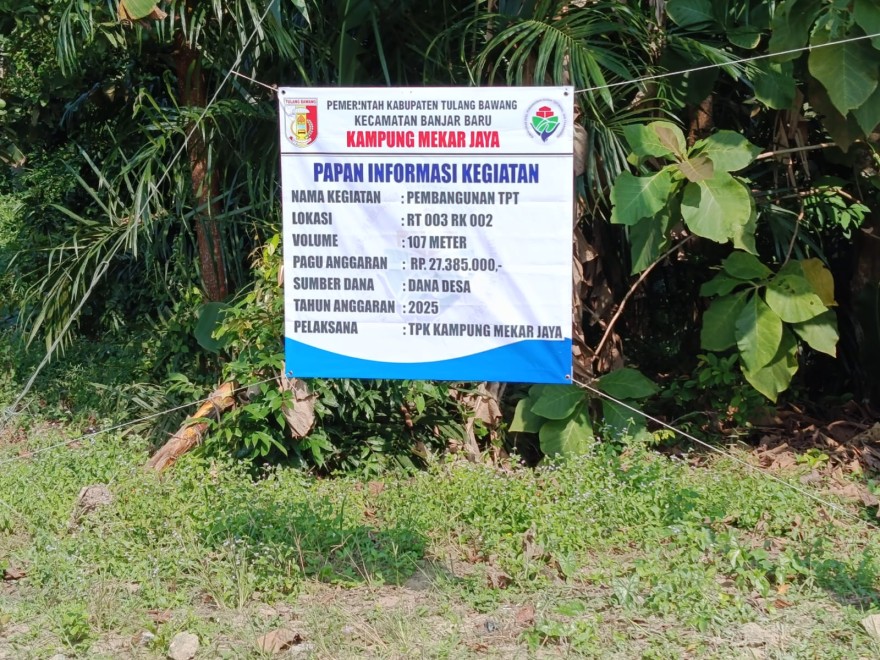 TULANG BAWANG
PEMERINTAH KABUPATEN TULANG BAWANG
KECAMATAN BANJAR BARU
KAMPUNG MEKAR JAYA
PAPAN INFORMASI KEGIATAN
NAMA KEGIATAN : PEMBANGUNAN TPT
LOKASI : RT 003 RK 002
VOLUME : 107 METER
PAGU ANGGARAN : RP. 27.385.000,-
SUMBER DANA : DANA DESA
TAHUN ANGGARAN : 2025
PELAKSANA : TPK KAMPUNG MEKAR JAYA